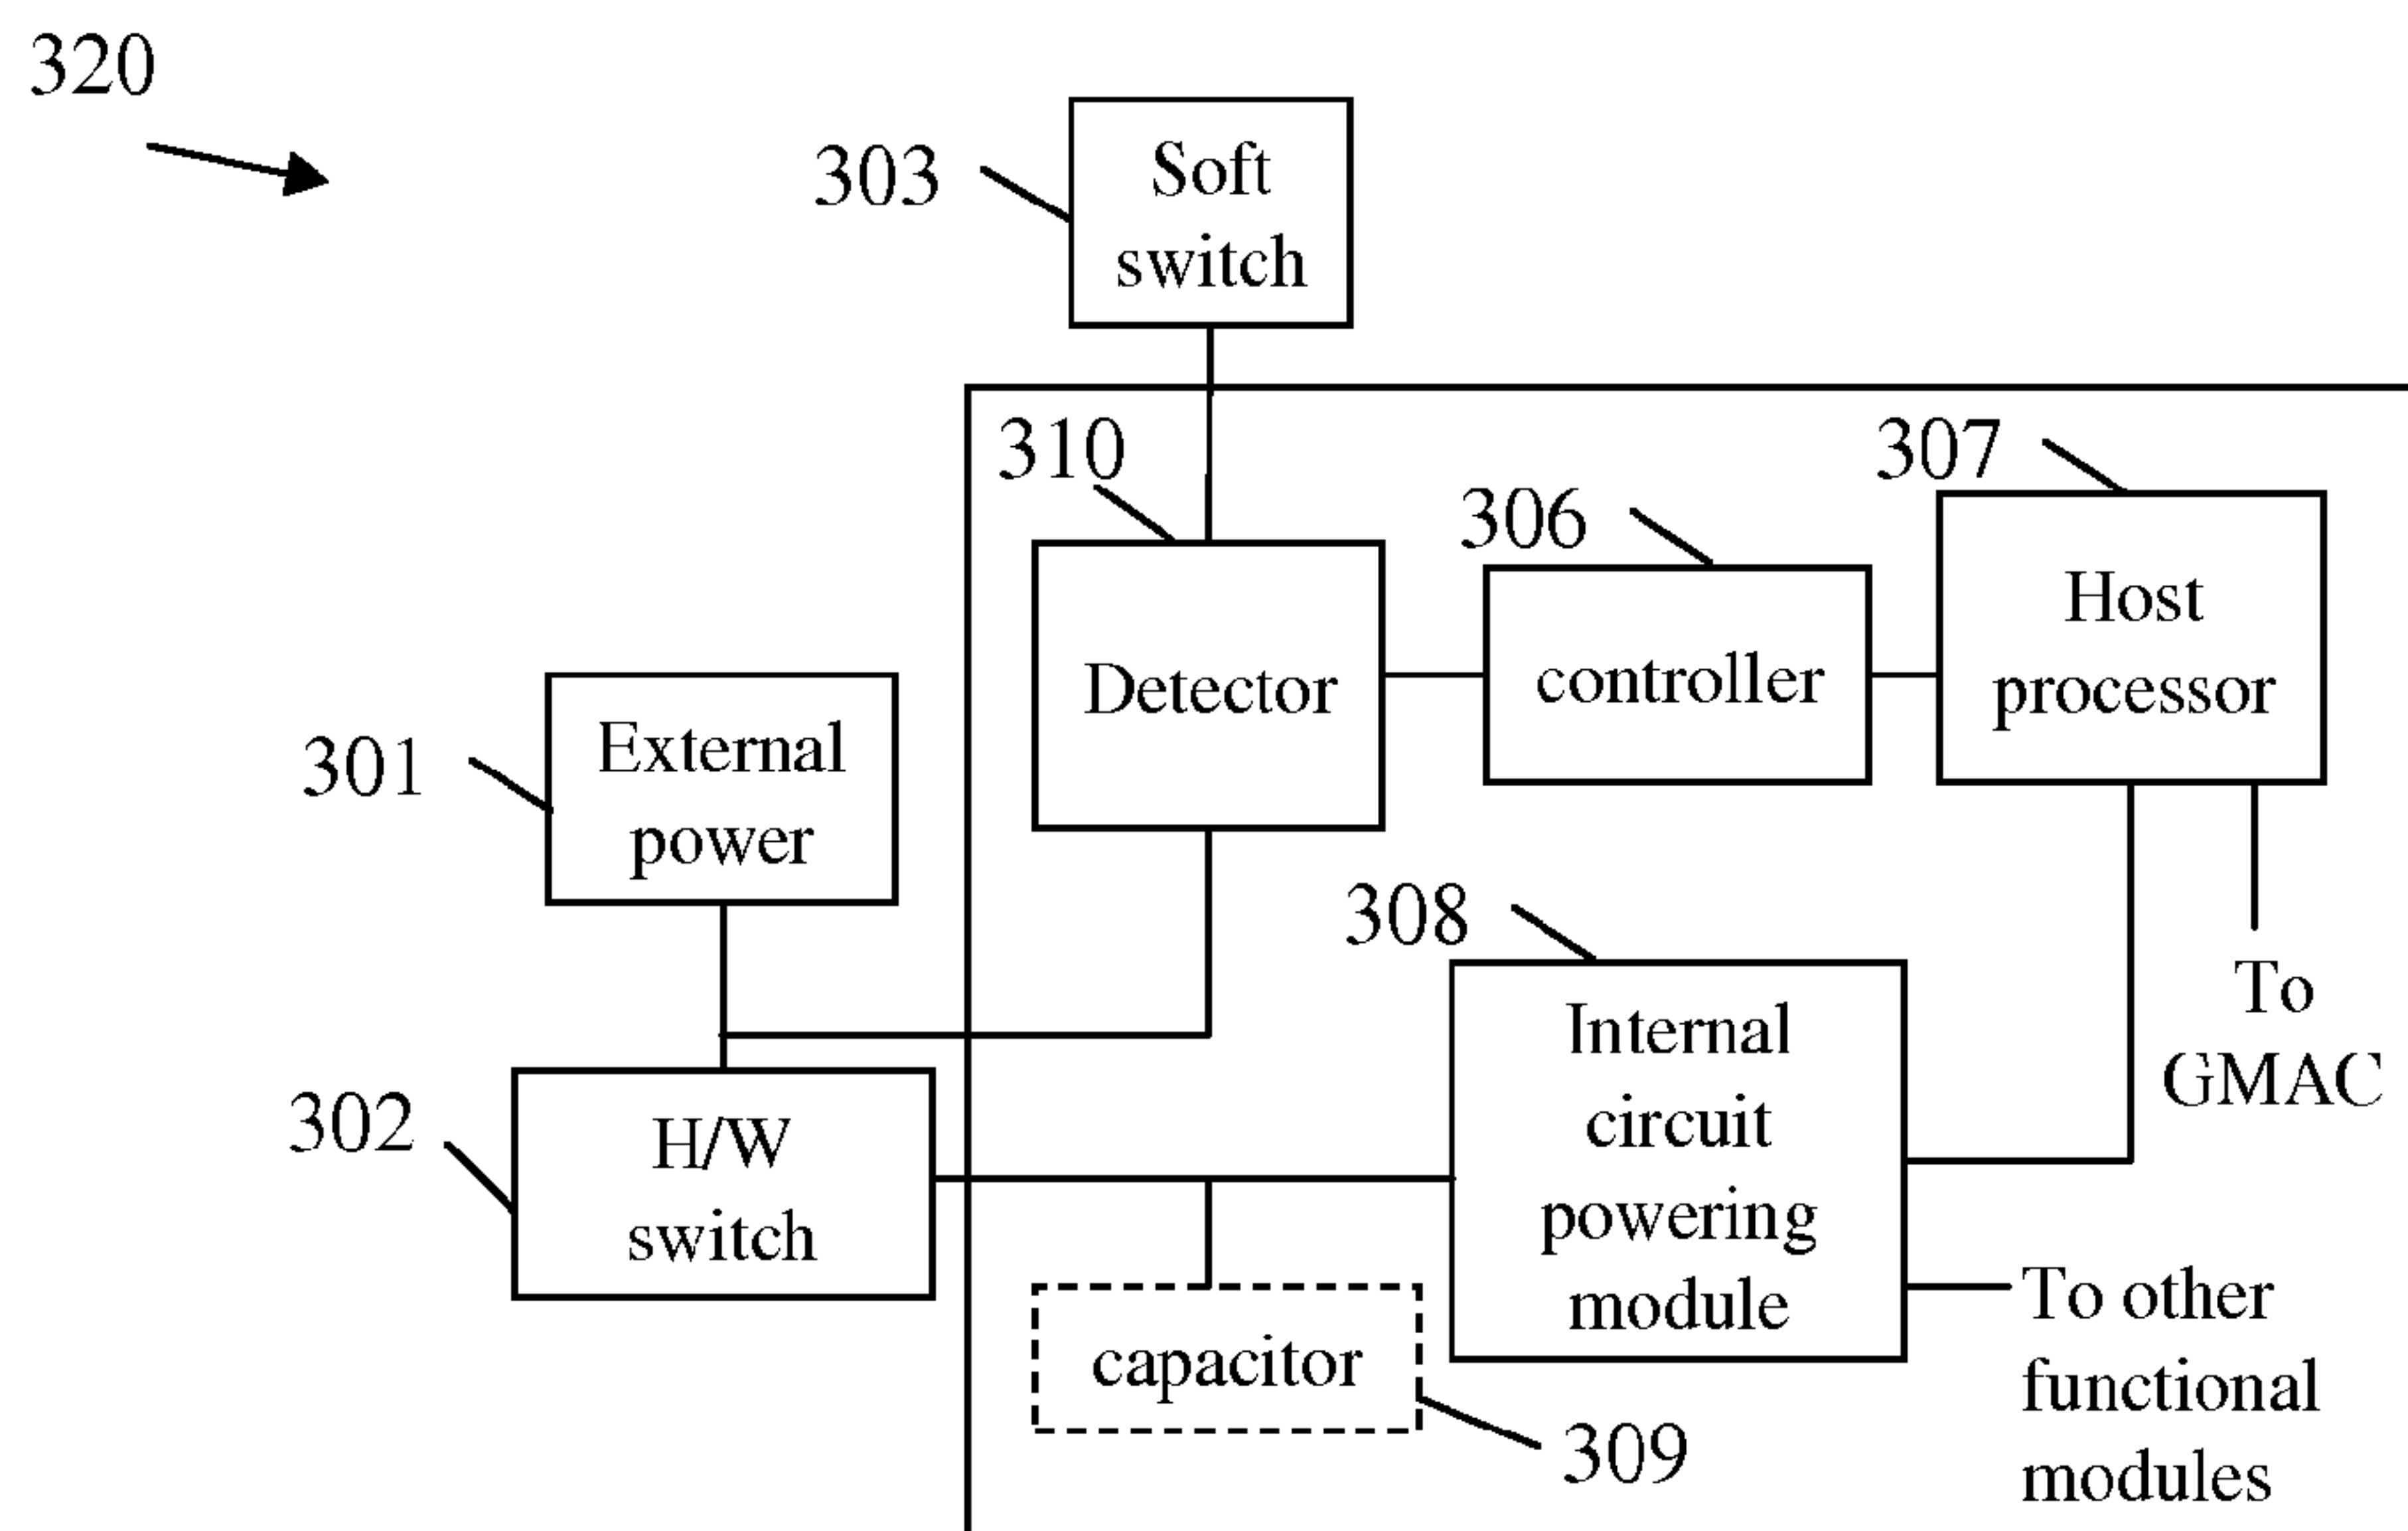 320
303
Soft
switch
310
306
307
Detector
controller
Host
processor
301
External
power
308
Internal
circuit
powering
module
To
GMAC
302
H/W
switch
capacitor
309
To other
functional
modules